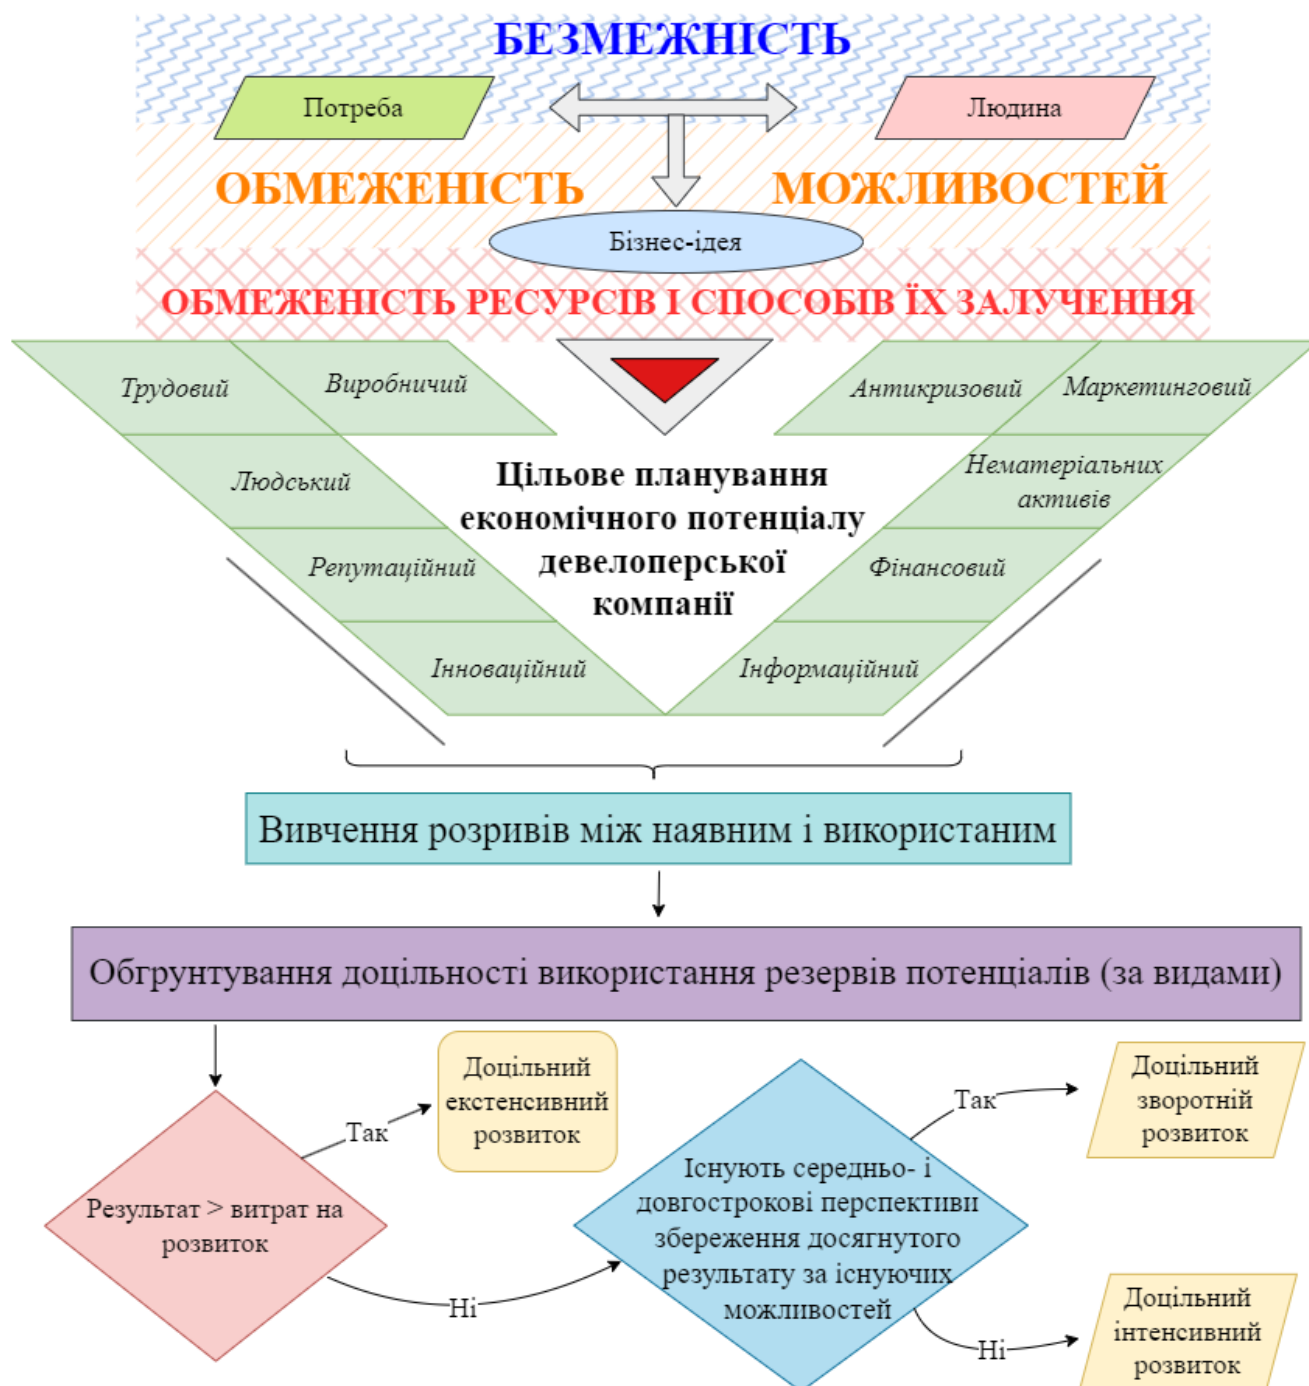 БЕЗМЕЖНІСТЬ
Потреба
Людина
ОБМЕЖЕНІСТЬ МОЖЛИВОСТЕЙ
Бізнес-ідея
ОБМЕЖЕНІСТЬ РЕСУРСІВ І СПОСОБІВ ЇХ ЗАЛУЧЕННЯ
Трудовий
Виробничий
Антикризовий
Маркетинговий
Людський
Цільове планування
економічного потенціалу
девелоперської
компанії
Нематеріальних
активів
Репутаційний
Фінансовий
Інноваційний
Інформаційний
Вивчення розривів між наявним і використаним
Обгрунтування доцільності використання резервів потенціалів (за видами)
Результат > витрат на
розвиток
Так
Доцільний
екстенсивний
розвиток
Ні
Існують середньо- і
довгострокові перспективи
збереження досягнутого
результату за існуючих
можливостей
Так
Доцільний
зворотній
розвиток
Ні
Доцільний
інтенсивний
розвиток